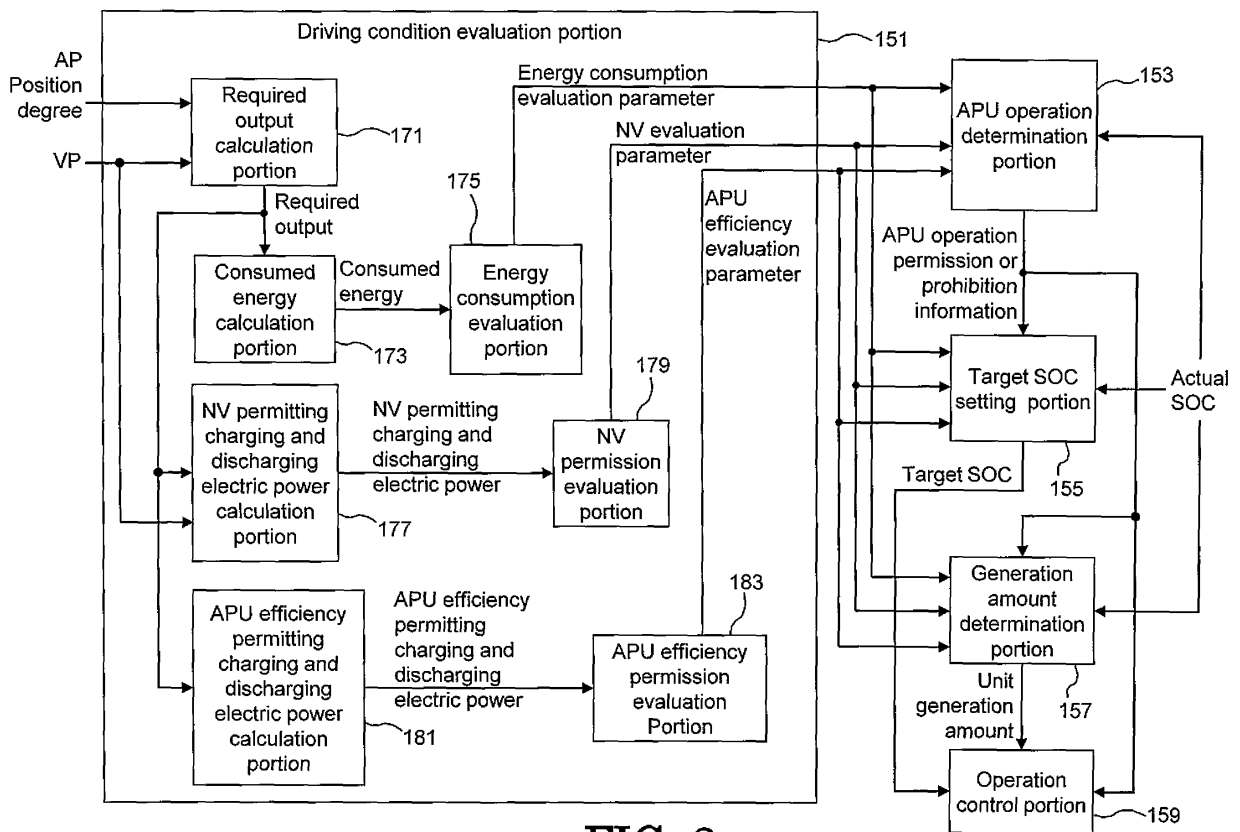 Driving condition evaluation portion
151
AP
Position
degree
VP
Required
output
calculation
portion
171
Required
output
Consumed
energy
calculation
portion
173
Consumed
energy
175
Energy
consumption
evaluation
portion
Energy consumption
evaluation parameter
NV evaluation
parameter
APU
efficiency
evaluation
parameter
NV permitting
charging and
discharging
electric power
calculation
portion
177
NV permitting
charging and
discharging
electric power
179
NV
permission
evaluation
portion
APU efficiency
permitting
charging and
discharging
electric power
calculation
portion
181
APU efficiency
permitting
charging and
discharging
electric power
183
APU efficiency
permission
evaluation
Portion
153
APU operation
determination
portion
APU operation
permission or
prohibition
information
Target SOC
setting portion
155
Actual
SOC
Target SOC
Generation
amount
determination
portion
157
Unit
generation
amount
Operation
control portion
159